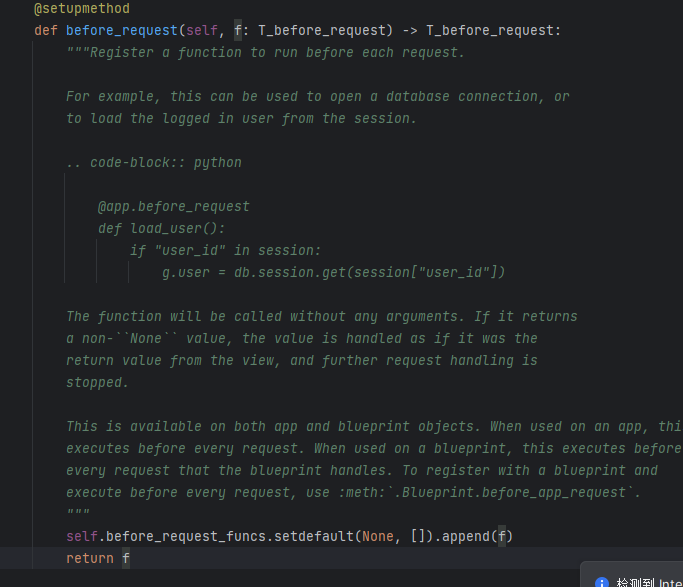 @setupmethod
def before_request(self, f: T_before_request) -> T_before_request:
    """Register a function to run before each request.

    For example, this can be used to open a database connection, or
    to load the logged in user from the session.

    .. code-block:: python

        @app.before_request
        def load_user():
            if "user_id" in session:
                g.user = db.session.get(session["user_id"])

    The function will be called without any arguments. If it returns
    a non-``None`` value, the value is handled as if it was the
    return value from the view, and further request handling is
    stopped.

    This is available on both app and blueprint objects. When used on an app, thi
    executes before every request. When used on a blueprint, this executes before
    every request that the blueprint handles. To register with a blueprint and
    execute before every request, use :meth:`.Blueprint.before_app_request`.
    """
    self.before_request_funcs.setdefault(None, []).append(f)
    return f
检测到 Inte